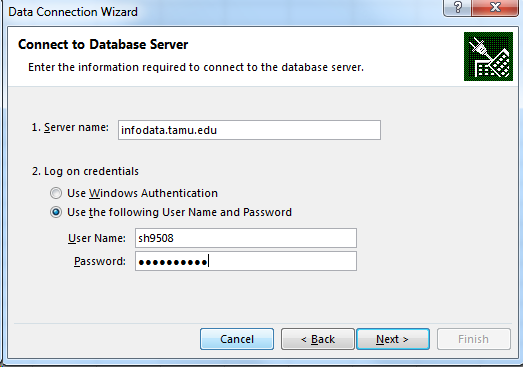 Data Connection Wizard
Connect to Database Server
Enter the information required to connect to the database server.
1. Server name: infodata.tamu.edu
2. Log on credentials
Use Windows Authentication
Use the following User Name and Password
User Name: sh9508
Password: ●●●●●●●●●●
Cancel < Back Next > Finish